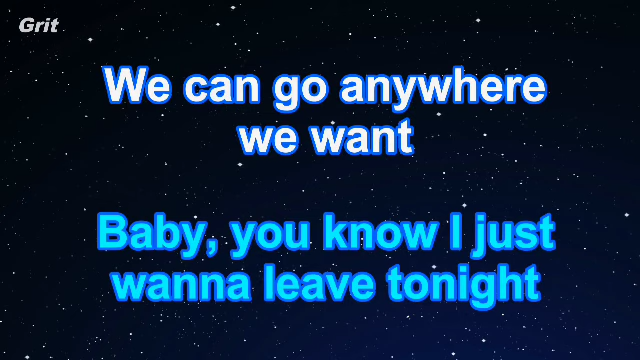 Grit
We can go anywhere
we want
Baby, you know I just
wanna leave tonight